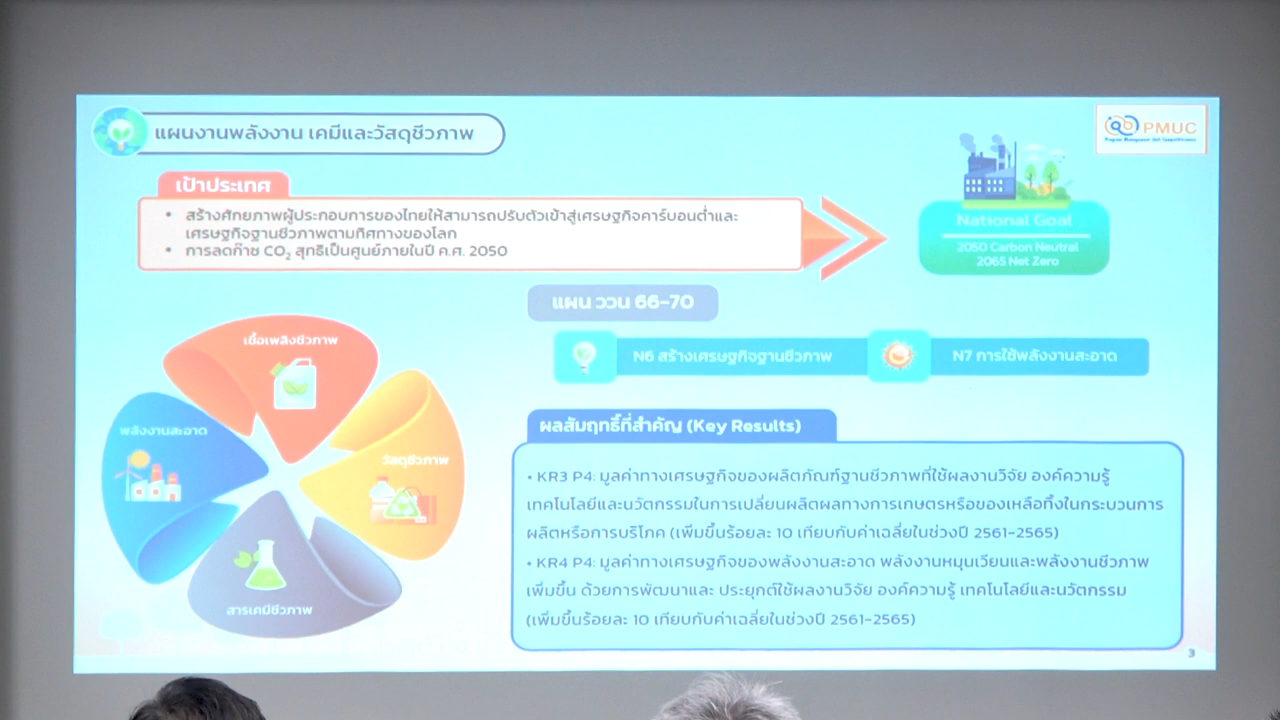 แผนงานพลังงาน เคมีและวัสดุชีวภาพ
PMUC
Program Management Unit Competitiveness
เป้าประเทศ
• สร้างศักยภาพผู้ประกอบการของไทยให้สามารถปรับตัวเข้าสู่เศรษฐกิจคาร์บอนต่ำและ
เศรษฐกิจฐานชีวภาพตามทิศทางของโลก
• การลดก๊าซ CO2 สุทธิเป็นศูนย์ภายในปี ค.ศ. 2050
National Goal
2050 Carbon Neutral
2065 Net Zero
แผน ววน 66-70
N6 สร้างเศรษฐกิจฐานชีวภาพ
N7 การใช้พลังงานสะอาด
เชื้อเพลิงชีวภาพ
พลังงานสะอาด
วัสดุชีวภาพ
สารเคมีชีวภาพ
ผลสัมฤทธิ์ที่สำคัญ (Key Results)
• KR3 P4: มูลค่าทางเศรษฐกิจของผลิตภัณฑ์ฐานชีวภาพที่ใช้ผลงานวิจัย องค์ความรู้
เทคโนโลยีและนวัตกรรมในการเปลี่ยนผลิตผลทางการเกษตรหรือของเหลือทิ้งในกระบวนการ
ผลิตหรือการบริโภค (เพิ่มขึ้นร้อยละ 10 เทียบกับค่าเฉลี่ยในช่วงปี 2561-2565)
• KR4 P4: มูลค่าทางเศรษฐกิจของพลังงานสะอาด พลังงานหมุนเวียนและพลังงานชีวภาพ
เพิ่มขึ้น ด้วยการพัฒนาและ ประยุกต์ใช้ผลงานวิจัย องค์ความรู้ เทคโนโลยีและนวัตกรรม
(เพิ่มขึ้นร้อยละ 10 เทียบกับค่าเฉลี่ยในช่วงปี 2561-2565)
3